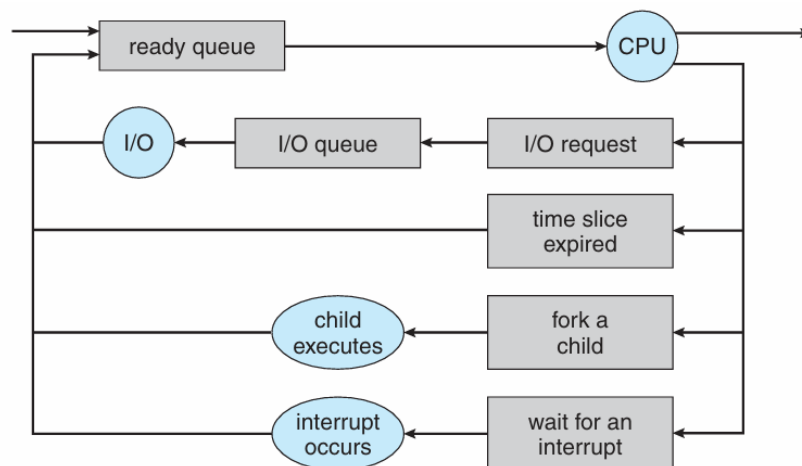 ready queue
CPU
I/O
I/O queue
I/O request
time slice
expired
child
executes
fork a
child
interrupt
occurs
wait for an
interrupt